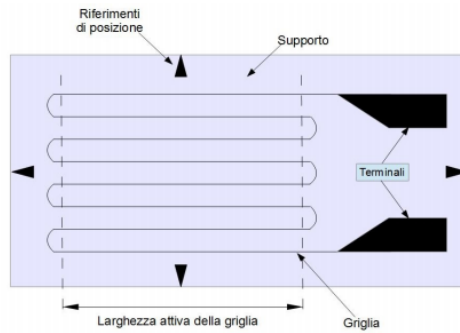 Riferimenti
di posizione
Supporto
Terminali
Larghezza attiva della griglia
Griglia